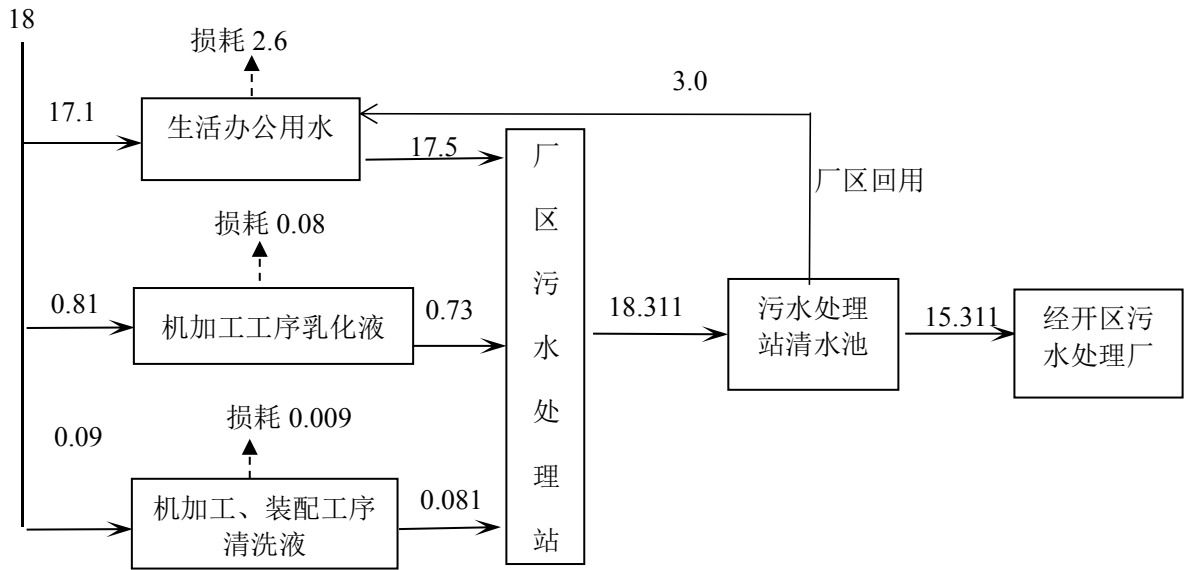 18
损耗 2.6
3.0
17.1
生活办公用水
17.5
厂区污水处理站
厂区回用
损耗 0.08
0.81
机加工工序乳化液
0.73
18.311
污水处理
站清水池
15.311
经开区污
水处理厂
损耗 0.009
0.09
机加工、装配工序
清洗液
0.081